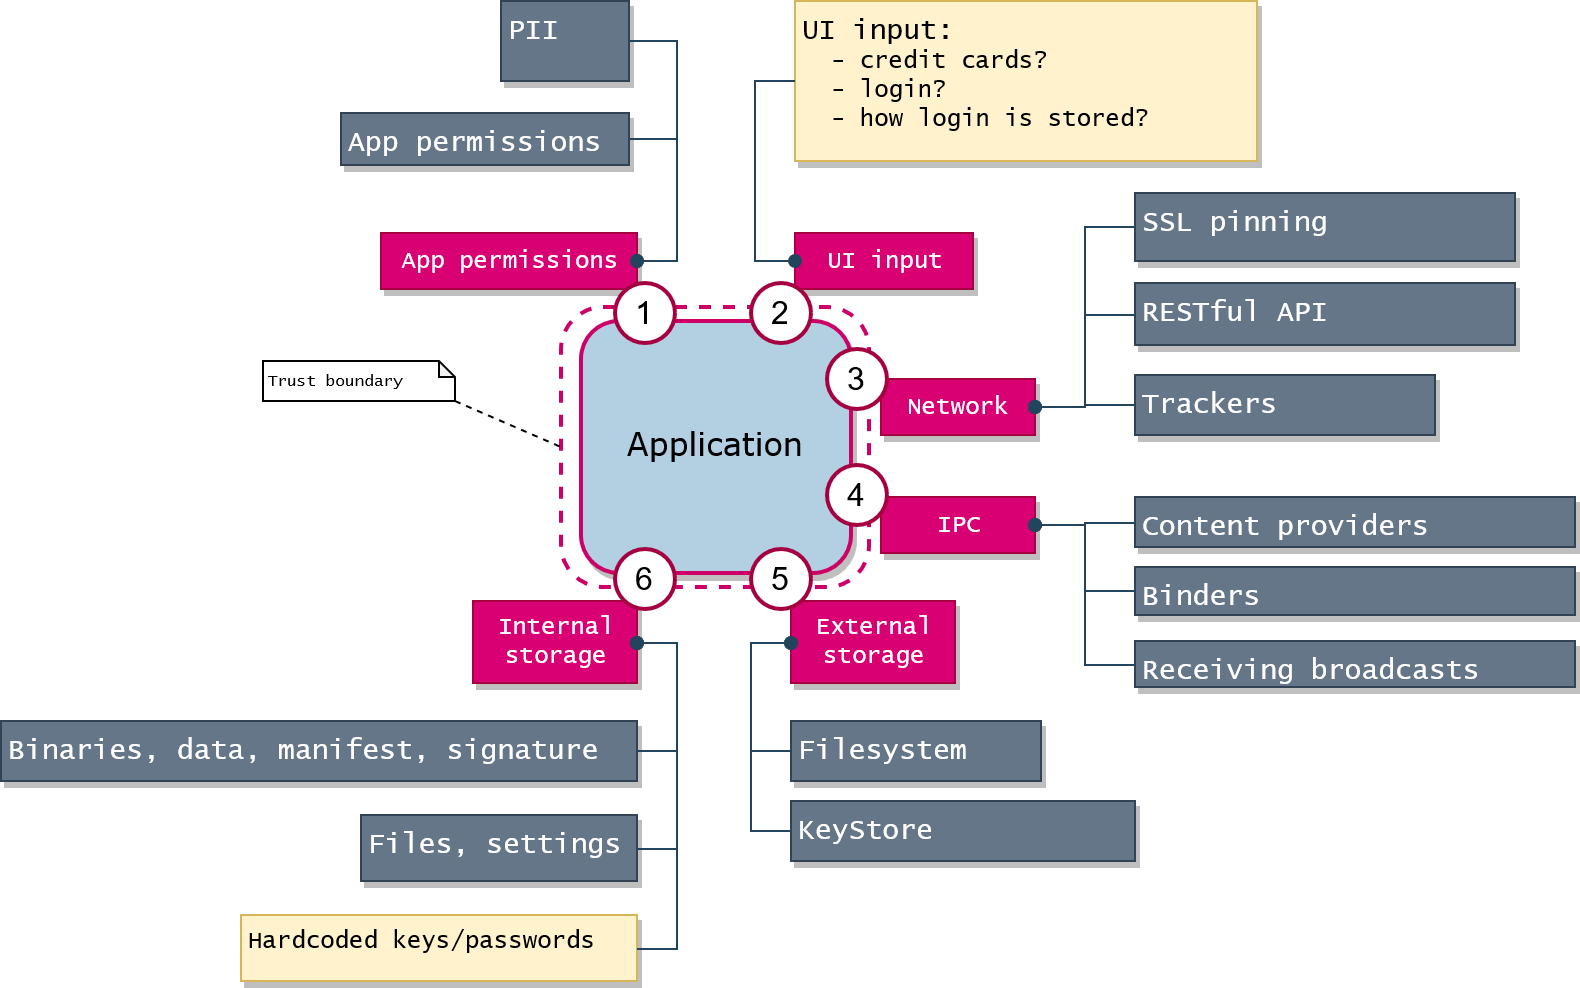 PII
App permissions
App permissions
UI input:
- credit cards?
- login?
- how login is stored?
UI input
SSL pinning
RESTful API
Trackers
1
2
3
Network
Trust boundary
Application
4
IPC
Content providers
Binders
Receiving broadcasts
6
5
Internal
storage
External
storage
Binaries, data, manifest, signature
Files, settings
Hardcoded keys/passwords
Filesystem
KeyStore